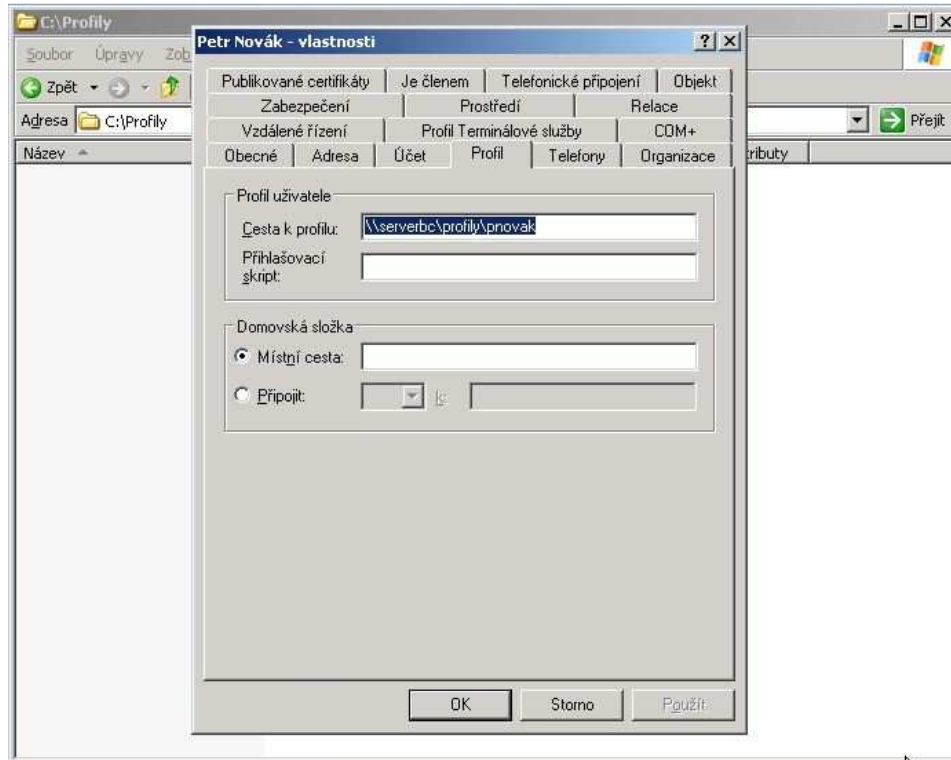 C:\Profily
Soubor Úpravy Zob
Zpět
Adresa C:\Profily Přejít
Název ributy
Petr Novák - vlastnosti
Publikované certifikáty Je členem Telefonické připojení Objekt
Zabezpečení Prostředí Relace
Vzdálené řízení Profil Terminálové služby COM+
Obecné Adresa Účet Profil Telefony Organizace
Profil uživatele
Cesta k profilu: \\serverbc\profily\pnovak
Přihlašovací
skript:
Domovská složka
Místní cesta:
Připojit: k:
OK Storno Použít